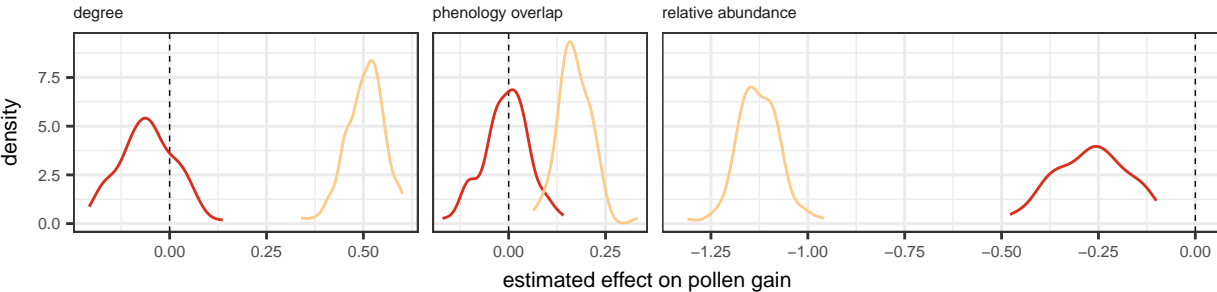 degree
phenology overlap
relative abundance
density
7.5
5.0
2.5
0.0
0.00 0.25 0.50
0.00 0.25
−1.25 −1.00 −0.75 −0.50 −0.25 0.00
estimated effect on pollen gain